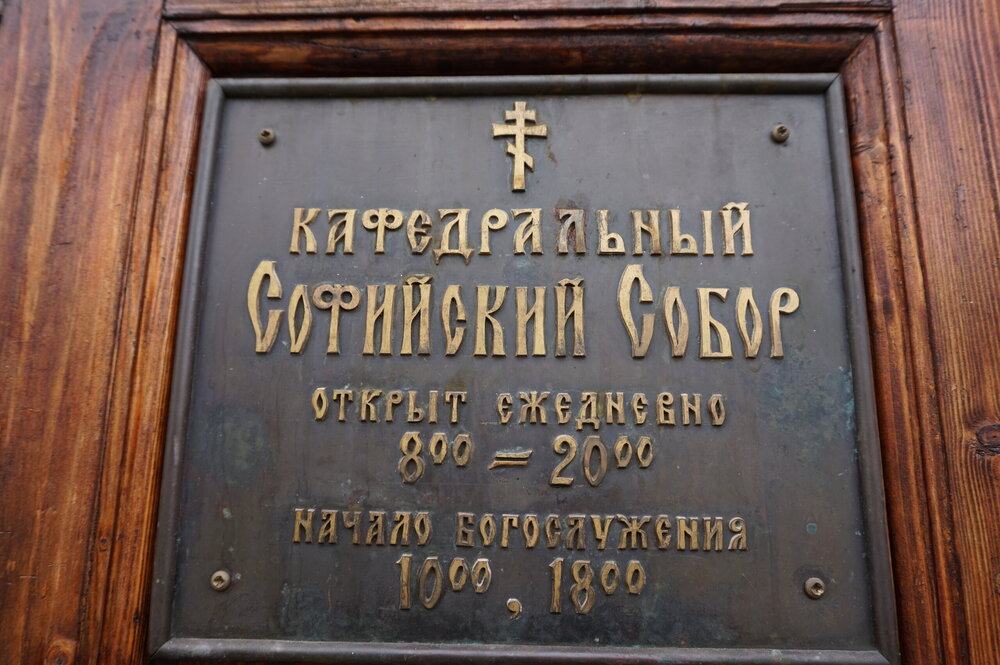 КАФЕДРАЛЬНЫЙ
СОФИЙСКИЙ СОБОР
ОТКРЫТ ЕЖЕДНЕВНО
8⁰⁰ = 20⁰⁰
НАЧАЛО БОГОСЛУЖЕНИЯ
10⁰⁰, 18⁰⁰